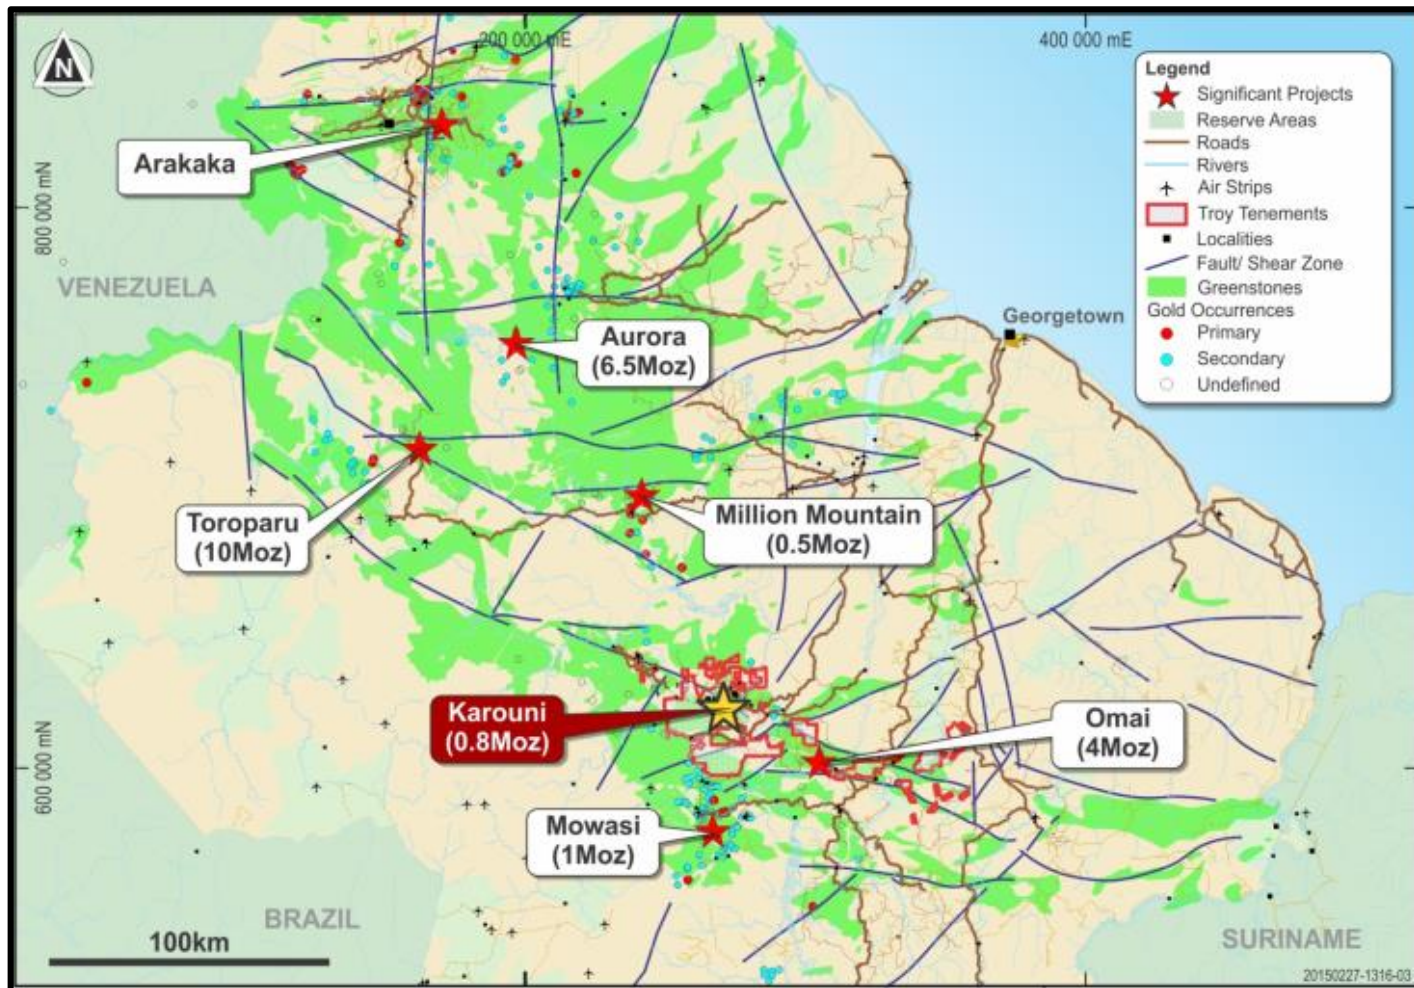 200 000 mE
400 000 mE
N
Legend
Significant Projects
Reserve Areas
Roads
Rivers
Air Strips
Troy Tenements
Localities
Fault/ Shear Zone
Greenstones
Gold Occurrences
Primary
Secondary
Undefined
Arakaka
800 000 mN
VENEZUELA
Georgetown
Aurora
(6.5Moz)
Toroparu
(10Moz)
Million Mountain
(0.5Moz)
Karouni
(0.8Moz)
Omai
(4Moz)
600 000 mN
Mowasi
(1Moz)
BRAZIL
SURINAME
100km
20150227-1316-03